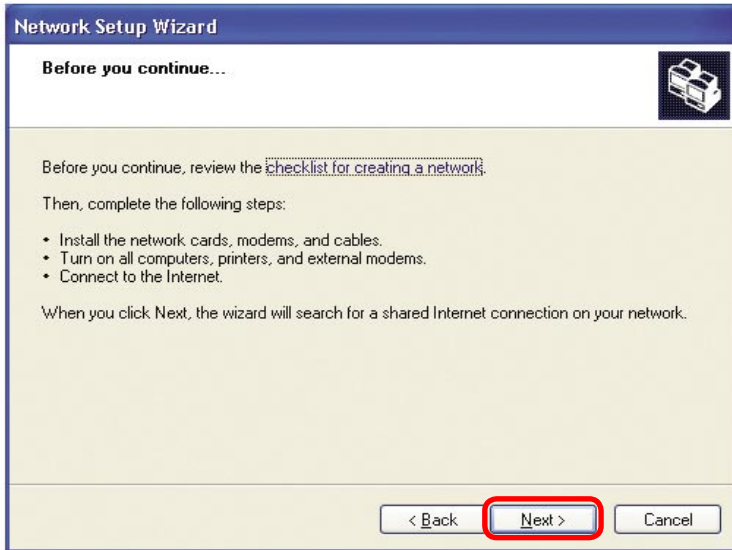 Network Setup Wizard
Before you continue...
Before you continue, review the checklist for creating a network.
Then, complete the following steps:
• Install the network cards, modems, and cables.
• Turn on all computers, printers, and external modems.
• Connect to the Internet.
When you click Next, the wizard will search for a shared Internet connection on your network.
< Back
Next >
Cancel